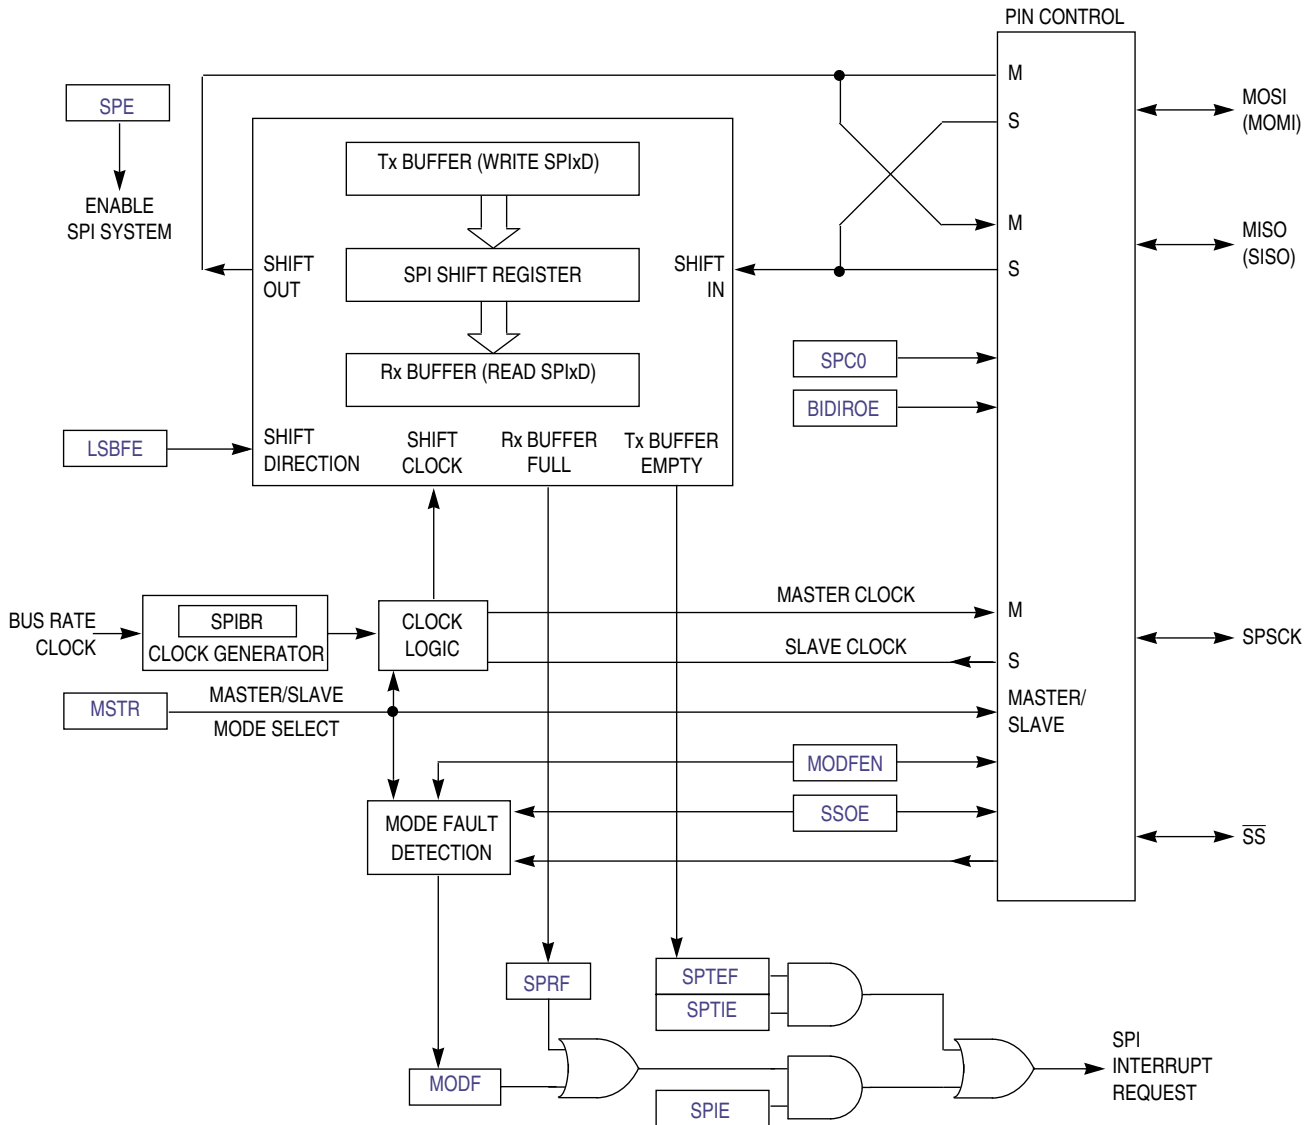 PIN CONTROL
M
S
M
S
MOSI
(MOMI)
MISO
(SISO)
SPE
ENABLE
SPI SYSTEM
Tx BUFFER (WRITE SPIxD)
SHIFT
OUT
SPI SHIFT REGISTER
SHIFT
IN
Rx BUFFER (READ SPIxD)
SPC0
BIDIROE
LSBFE
SHIFT
DIRECTION
SHIFT
CLOCK
Rx BUFFER
FULL
Tx BUFFER
EMPTY
BUS RATE
CLOCK
SPIBR
CLOCK GENERATOR
CLOCK
LOGIC
MASTER CLOCK
M
SLAVE CLOCK
S
SPSCK
MSTR
MASTER/SLAVE
MODE SELECT
MASTER/
SLAVE
MODFEN
SSOE
MODE FAULT
DETECTION
SS
SPRF
SPTEF
SPTIE
MODF
SPIE
SPI
INTERRUPT
REQUEST